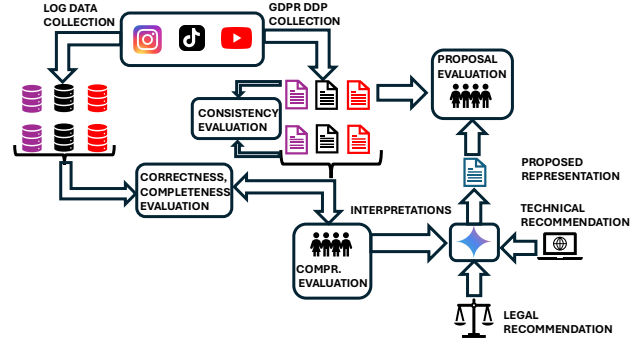 LOG DATA
COLLECTION
GDPR DDP
COLLECTION
PROPOSAL
EVALUATION
CONSISTENCY
EVALUATION
CORRECTNESS,
COMPLETENESS
EVALUATION
PROPOSED
REPRESENTATION
INTERPRETATIONS
TECHNICAL
RECOMMENDATION
COMPR.
EVALUATION
LEGAL
RECOMMENDATION